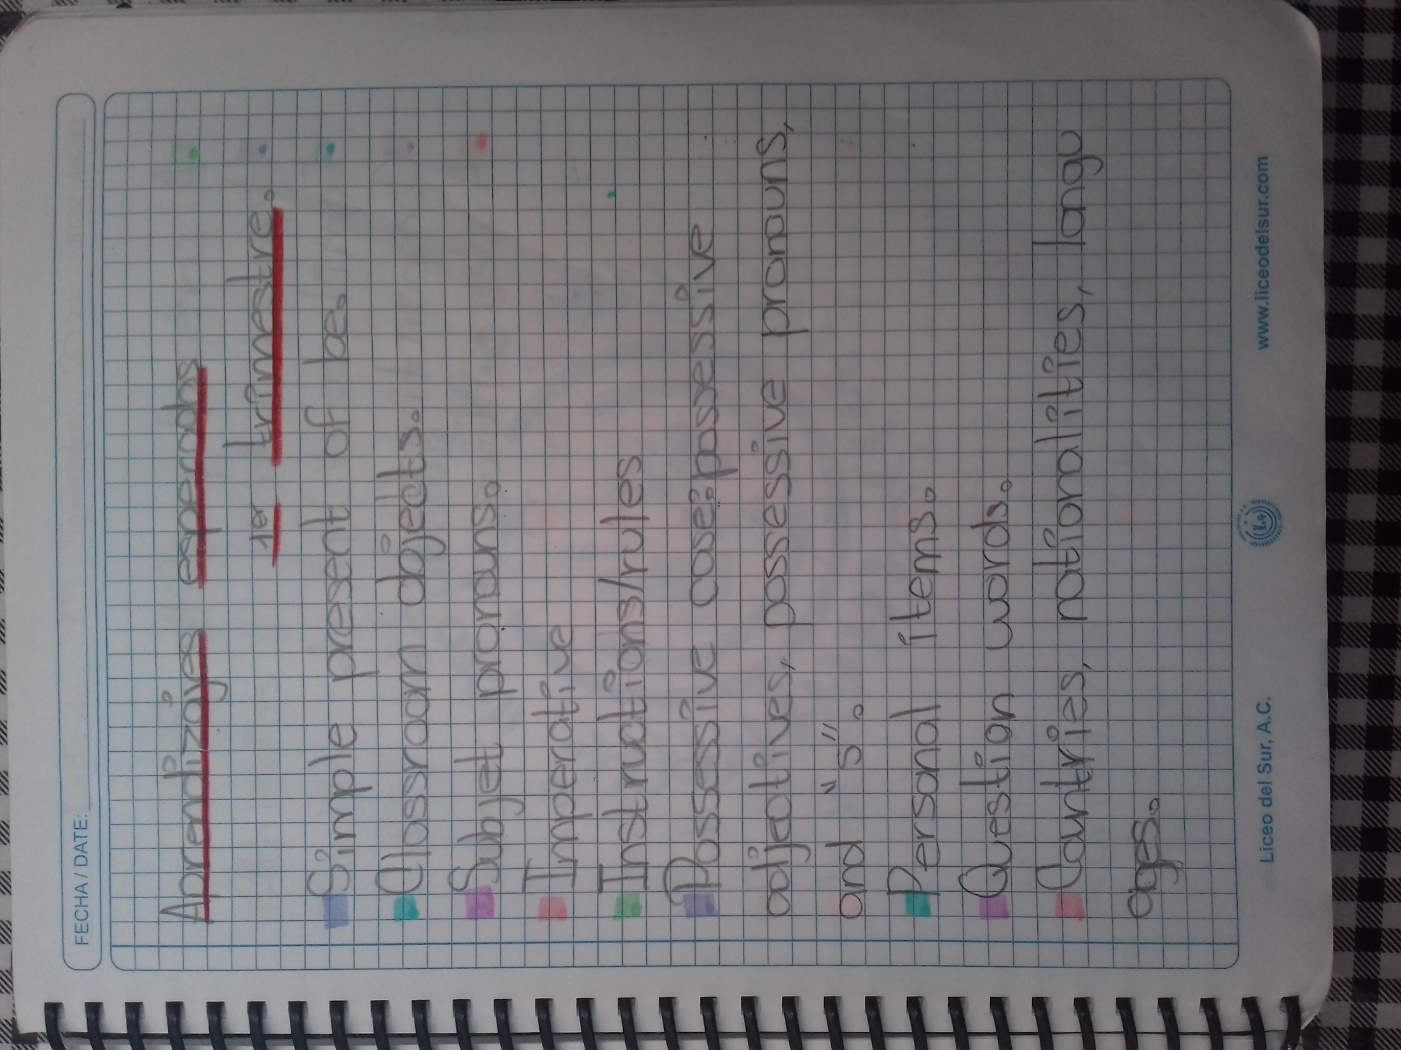 FECHA / DATE:
Aprendizajes esperados
1er trimestre.
Simple present of be.
Classroom objects.
Subjet pronouns.
Imperative
Instructions/rules
Possessive case: possessive
adjectives, possessive pronouns,
and "s".
Personal items.
Question words.
Countries, nationalities, langu
ages.
Liceo del Sur, A.C.
www.liceodelsur.com